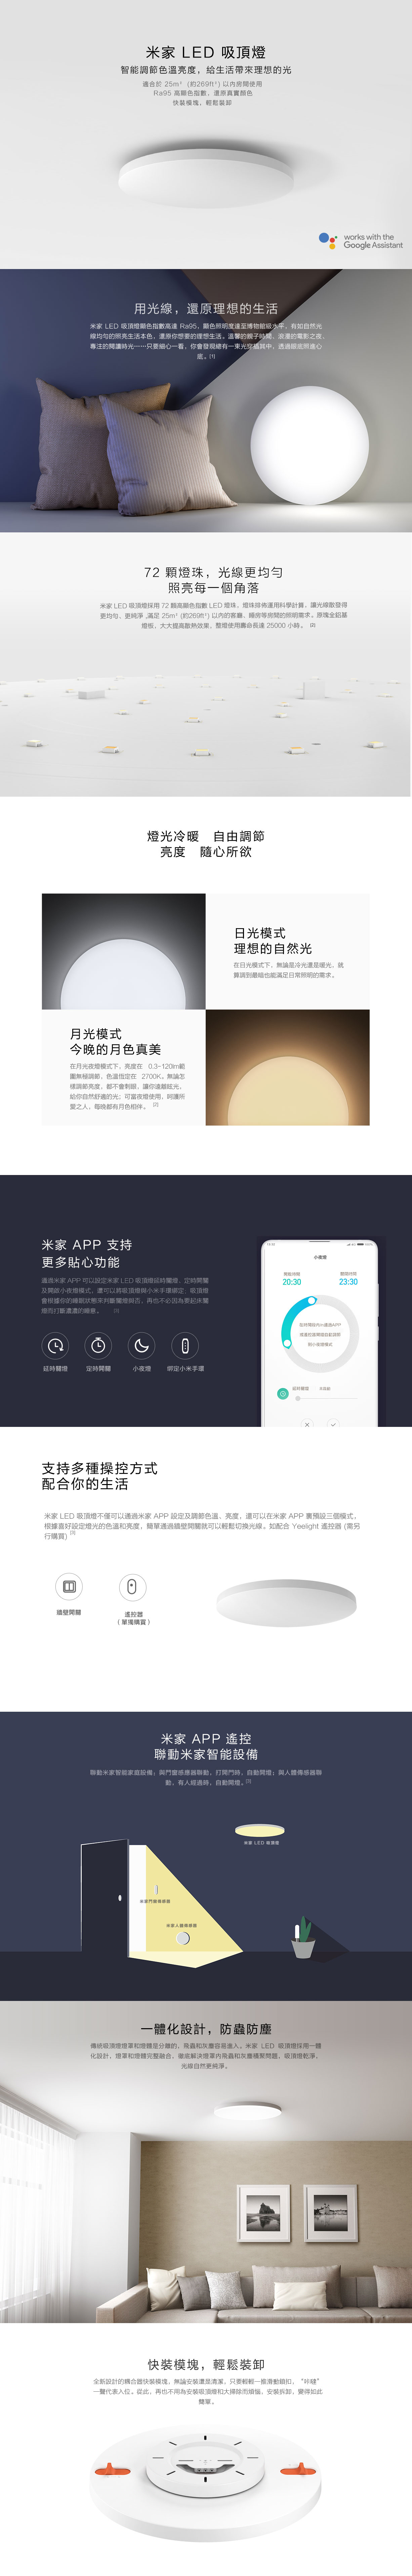 米家 LED 吸頂燈
智能調節色溫亮度，給生活帶來理想的光
適合於 25m² (約269ft²) 以內房間使用
Ra95 高顯色指數，還原真實顏色
快裝模塊，輕鬆裝卸
works with the
Google Assistant
用光線，還原理想的生活
米家 LED 吸頂燈顯色指數高達 Ra95，顯色照明度達至博物館級水平，有如自然光
線均勻的照亮生活本色，還原你想要的理想生活。溫馨的親子時間，浪漫的電影之夜，
專注的閱讀時光……只要細心一看，你會發現總有一束光穿插其中，透過眼底照進心
底。[1]
72 顆燈珠，光線更均勻
照亮每一個角落
米家 LED 吸頂燈採用 72 顆高顯色指數 LED 燈珠，燈珠排佈運用科學計算，讓光線散發得
更均勻、更純淨 ,滿足 25m² (約269ft²) 以內的客廳、睡房等房間的照明需求。原塊全鋁基
燈板，大大提高散熱效果，整燈使用壽命長達 25000 小時。 [2]
燈光冷暖 自由調節
亮度 隨心所欲
日光模式
理想的自然光
在日光模式下，無論是冷光還是暖光，就
算調到最暗也能滿足日常照明的需求。
月光模式
今晚的月色真美
在月光夜燈模式下，亮度在 0.3~120lm範
圍無極調節，色溫恆定在 2700K。無論怎
樣調節亮度，都不會刺眼，讓你遠離眩光，
給你自然舒適的光；可當夜燈使用，呵護所
愛之人，每晚都有月色相伴。 [2]
米家 APP 支持
更多貼心功能
通過米家 APP 可以設定米家 LED 吸頂燈延時關燈、定時開關
及開啟小夜燈模式，還可以將吸頂燈與小米手環綁定，吸頂燈
會根據你的睡眠狀態來判斷關燈與否，再也不必因為要起床關
燈而打斷濃濃的睡意。 [1]
延時關燈
定時開關
小夜燈
绑定小米手環
小夜燈
20:30
23:30
支持多種操控方式
配合你的生活
米家 LED 吸頂燈不僅可以通過米家 APP 設定及調節色溫、亮度，還可以在米家 APP 裏預設三個模式，
根據喜好設定燈光的色溫和亮度，簡單通過牆壁開關就可以輕鬆切換光線。如配合 Yeelight 遙控器 (需另
行購買) [3]
牆壁開關
遙控器
（單獨購買）
米家 APP 遙控
聯動米家智能設備
聯動米家智能家庭設備，與門窗感應器聯動，打開門時，自動開燈；與人體傳感器聯
動，有人經過時，自動開燈。[3]
米家 LED 吸頂燈
米家門窗傳感器
米家人體傳感器
一體化設計，防蟲防塵
傳統吸頂燈燈罩和燈體是分離的，飛蟲和灰塵容易進入。米家 LED 吸頂燈採用一體
化設計，燈罩和燈體完整融合，徹底解決燈罩內飛蟲和灰塵積聚問題，吸頂燈乾淨，
光線自然更純淨。
快裝模塊，輕鬆裝卸
全新設計的耦合器快裝模塊，無論安裝還是清潔，只要輕輕一擰滑動鎖扣，“咔噠”
一聲代表入位。從此，再也不用為安裝吸頂燈和大掃除而煩惱，安裝拆卸，變得如此
簡單。